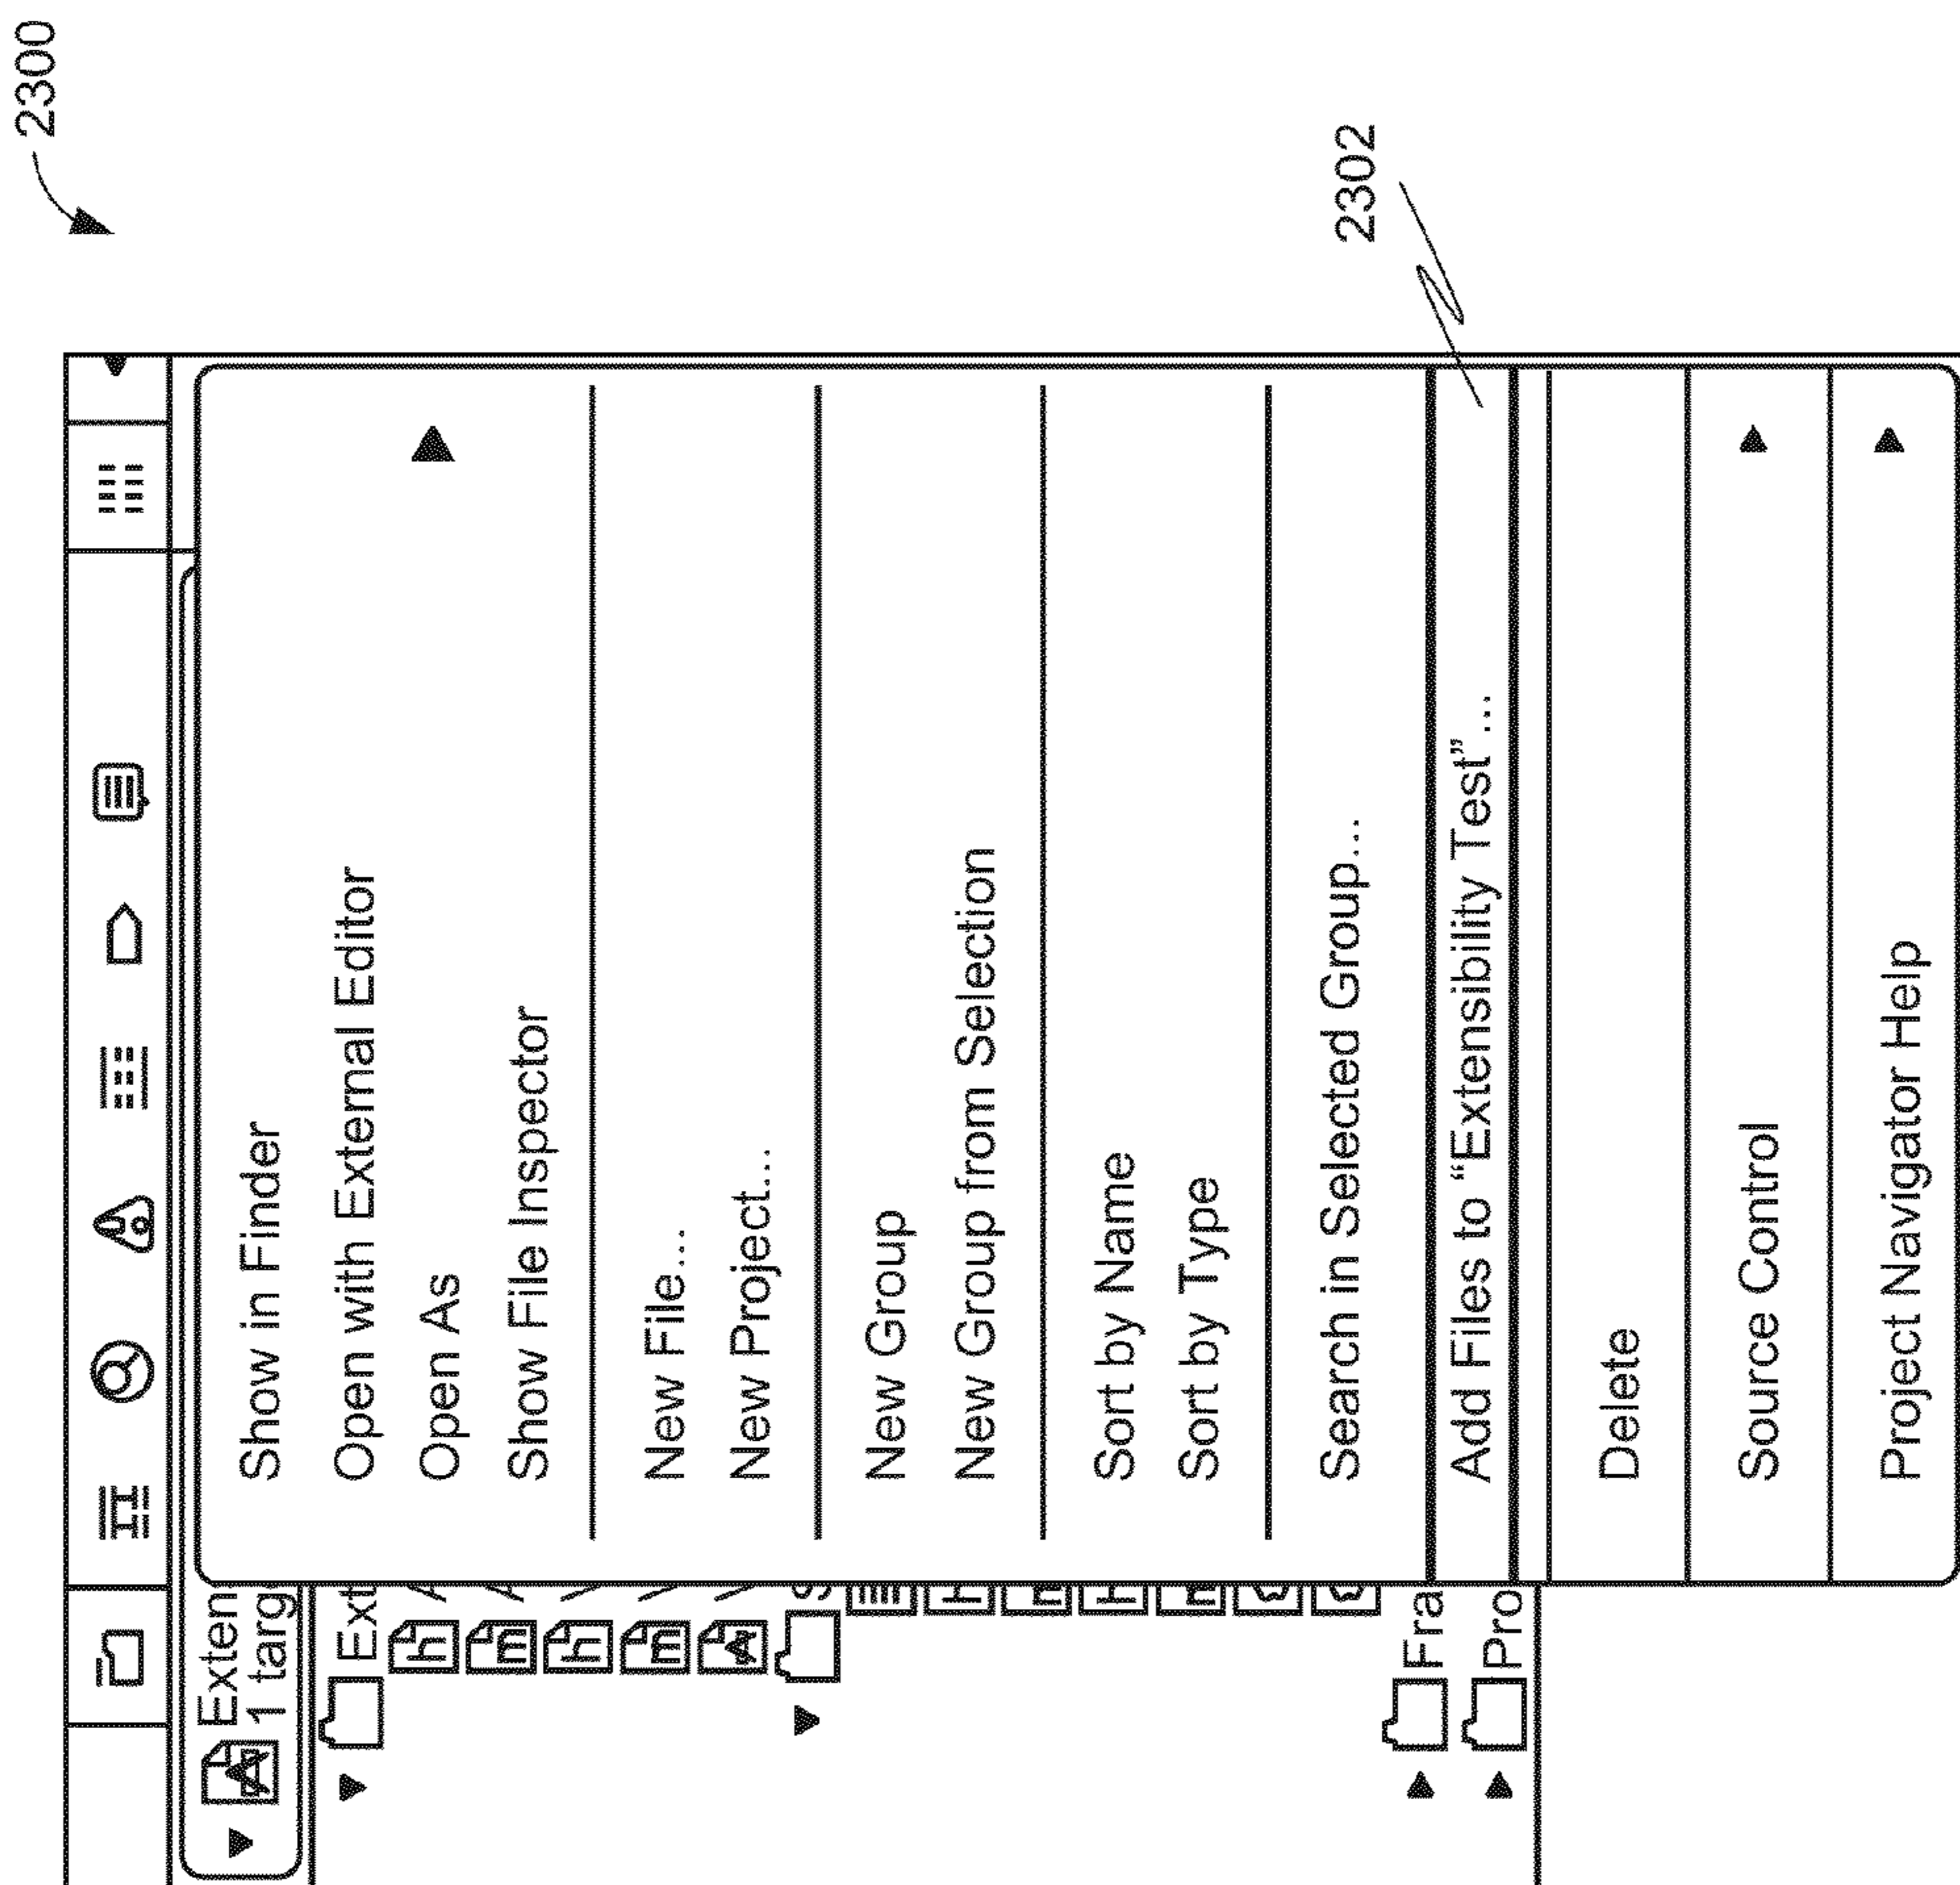 2300
Exten
1 targ
Ext
h
m
h
m
Fra
Pro
Show in Finder
Open with External Editor
Open As
Show File Inspector
New File...
New Project...
New Group
New Group from Selection
Sort by Name
Sort by Type
Search in Selected Group...
Add Files to “Extensibility Test” ...
2302
Delete
Source Control
Project Navigator Help